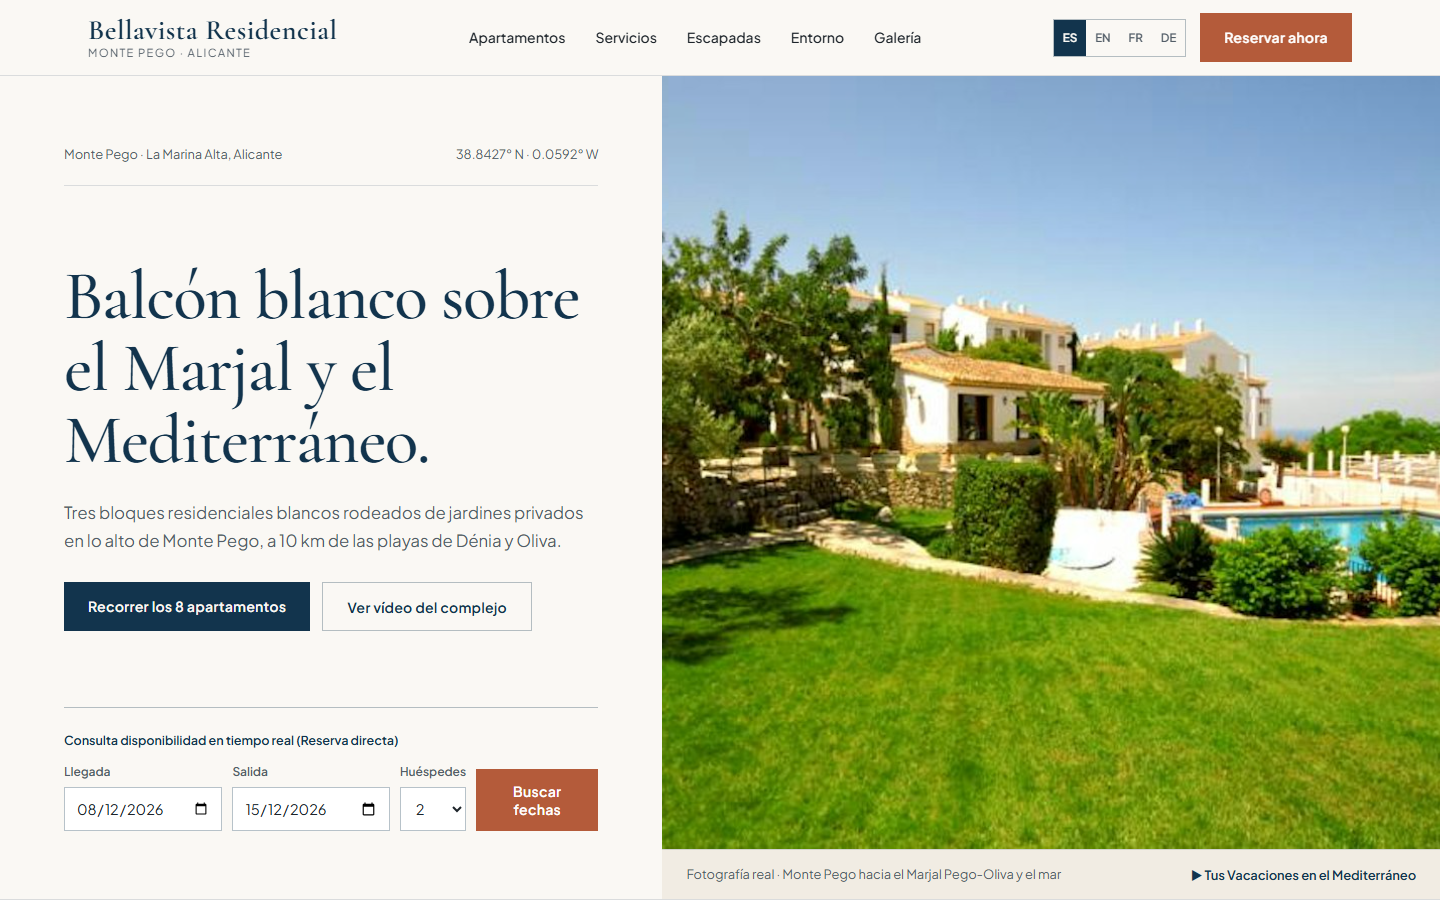 Bellavista Residencial
MONTE PEGO · ALICANTE
Apartamentos
Servicios
Escapadas
Entorno
Galería
ES
EN
FR
DE
Reservar ahora
Monte Pego · La Marina Alta, Alicante
38.8427° N · 0.0592° W
Balcón blanco sobre
el Marjal y el
Mediterráneo.
Tres bloques residenciales blancos rodeados de jardines privados
en lo alto de Monte Pego, a 10 km de las playas de Dénia y Oliva.
Recorrer los 8 apartamentos
Ver vídeo del complejo
Consulta disponibilidad en tiempo real (Reserva directa)
Llegada
Salida
Huéspedes
08/12/2026
15/12/2026
2
Buscar
fechas
Fotografía real · Monte Pego hacia el Marjal Pego-Oliva y el mar
▶ Tus Vacaciones en el Mediterráneo